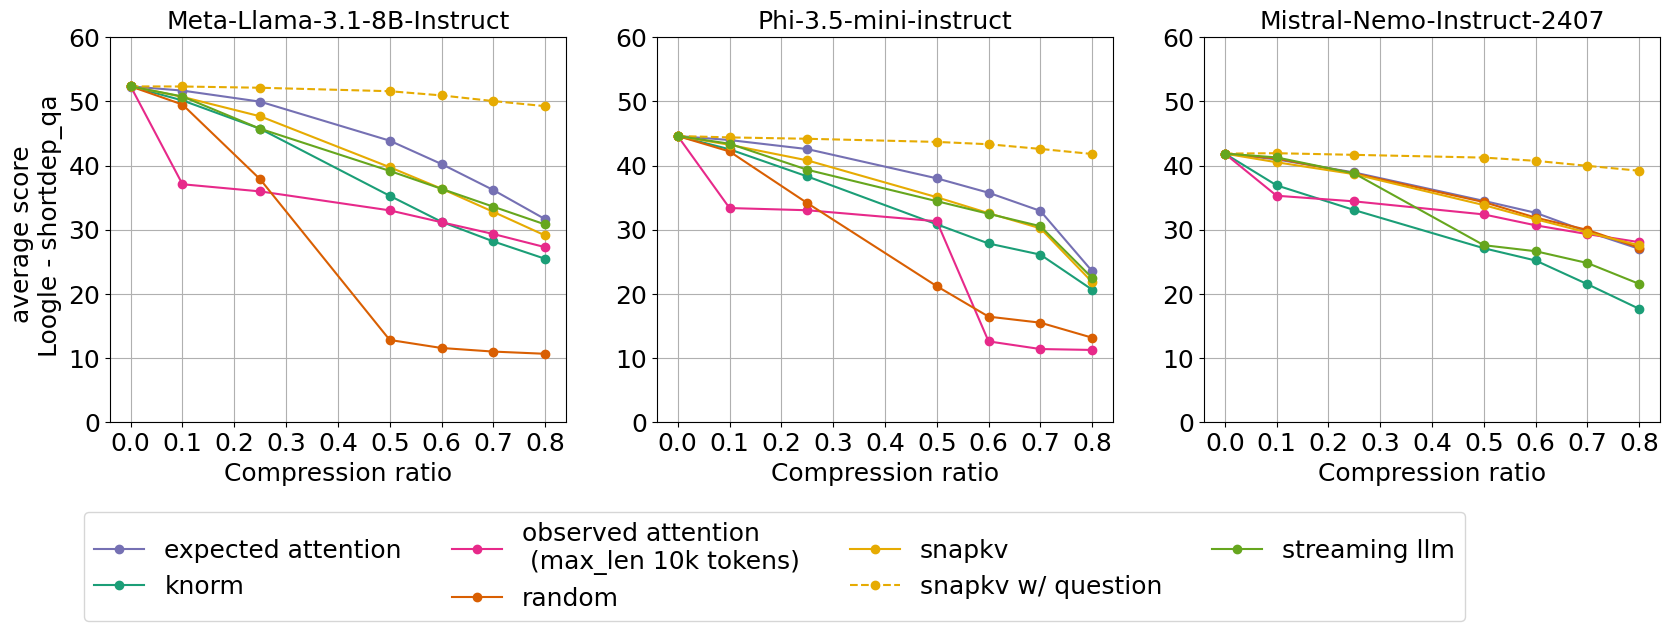 Meta-Llama-3.1-8B-Instruct
Phi-3.5-mini-instruct
Mistral-Nemo-Instruct-2407
average score
Loogle - shortdep_qa
60
50
40
30
20
10
0
0.0 0.1 0.2 0.3 0.4 0.5 0.6 0.7 0.8
Compression ratio
60
50
40
30
20
10
0
0.0 0.1 0.2 0.3 0.4 0.5 0.6 0.7 0.8
Compression ratio
60
50
40
30
20
10
0
0.0 0.1 0.2 0.3 0.4 0.5 0.6 0.7 0.8
Compression ratio
expected attention
knorm
observed attention
(max_len 10k tokens)
random
snapkv
snapkv w/ question
streaming llm